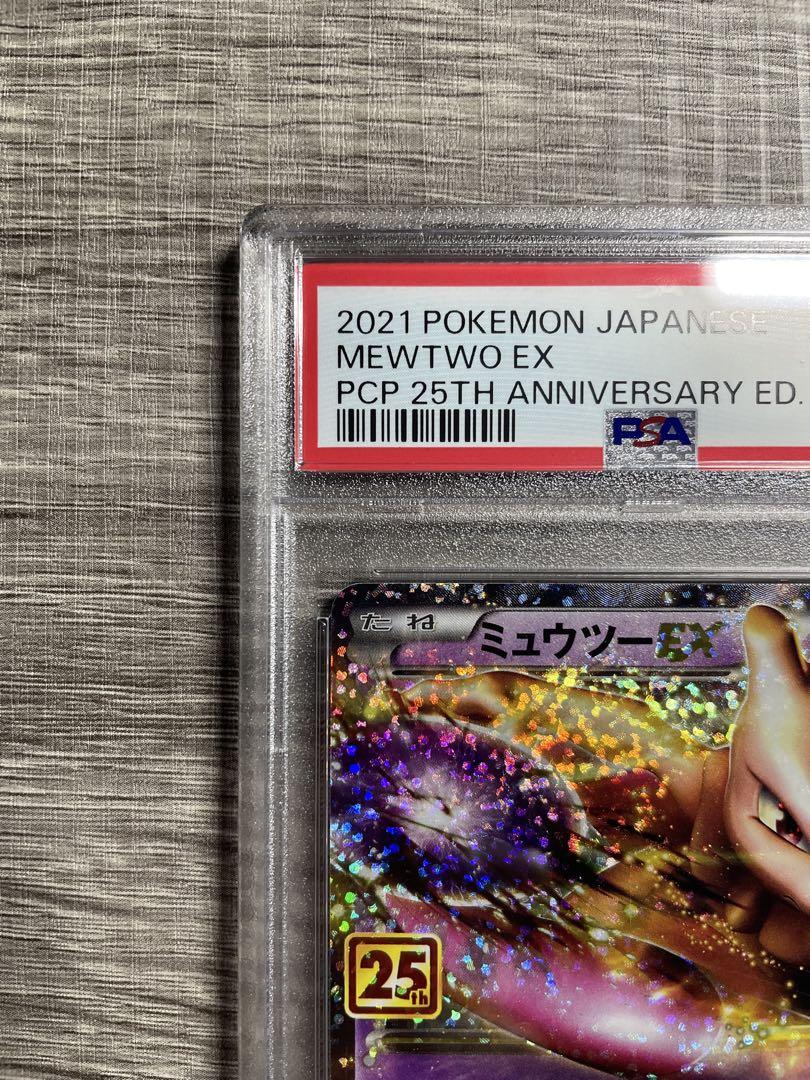 2021 POKEMON JAPANESE
MEWTWO EX
PCP 25TH ANNIVERSARY ED.
PSA
たね
ミュウツーEX
25th